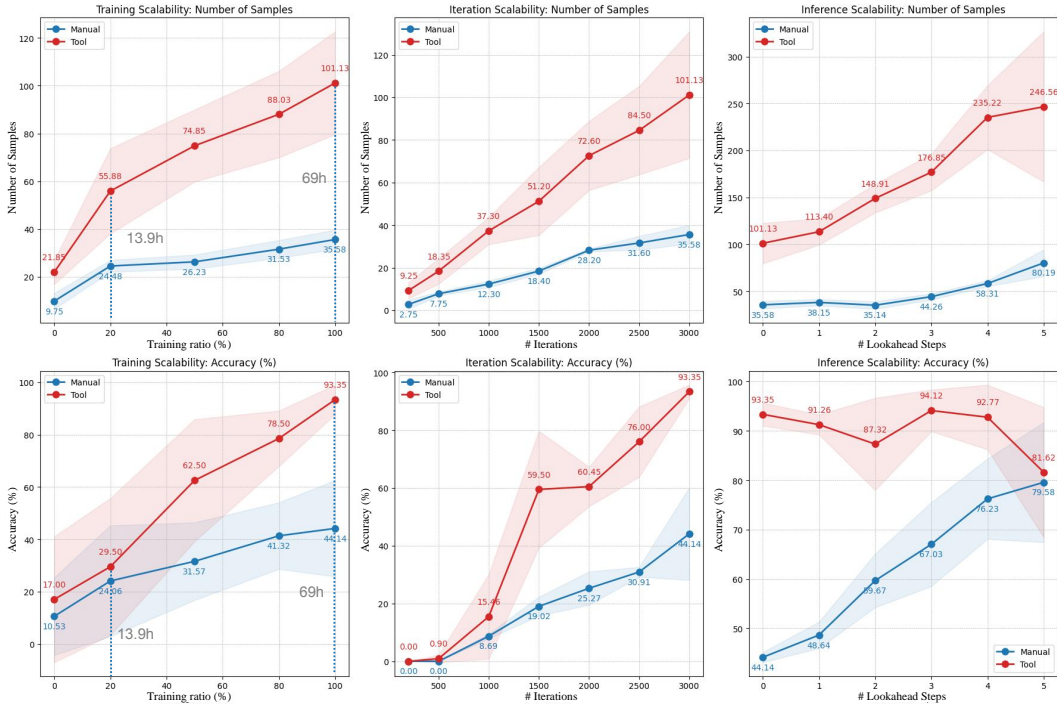 Training Scalability: Number of Samples
Manual
Tool
Number of Samples
120
100
80
60
40
20
21.85
55.88
74.85
88.03
101.13
9.75
24.48
26.23
31.53
35.58
13.9h
69h
0 20 40 60 80 100
Training ratio (%)
Iteration Scalability: Number of Samples
Manual
Tool
Number of Samples
120
100
80
60
40
20
0
9.25
18.35
37.30
51.20
72.60
84.50
101.13
2.75
7.75
12.30
18.40
28.20
31.60
35.58
500 1000 1500 2000 2500 3000
# Iterations
Inference Scalability: Number of Samples
Manual
Tool
Number of Samples
300
250
200
150
100
50
101.13
113.40
148.91
176.85
235.22
246.56
35.58
38.15
35.14
44.26
58.31
80.19
0 1 2 3 4 5
# Lookahead Steps
Training Scalability: Accuracy (%)
Manual
Tool
Accuracy (%)
100
80
60
40
20
0
17.00
29.50
62.50
78.50
93.35
10.53
24.06
31.57
41.32
44.14
13.9h
69h
0 20 40 60 80 100
Training ratio (%)
Iteration Scalability: Accuracy (%)
Manual
Tool
Accuracy (%)
100
80
60
40
20
0
0.00
0.90
15.46
59.50
60.45
76.00
93.35
0.00
0.00
8.69
19.02
25.27
30.91
44.14
500 1000 1500 2000 2500 3000
# Iterations
Inference Scalability: Accuracy (%)
Manual
Tool
Accuracy (%)
100
90
80
70
60
50
93.35
91.26
87.32
94.12
92.77
81.62
44.14
48.64
59.67
67.03
76.23
79.58
0 1 2 3 4 5
# Lookahead Steps